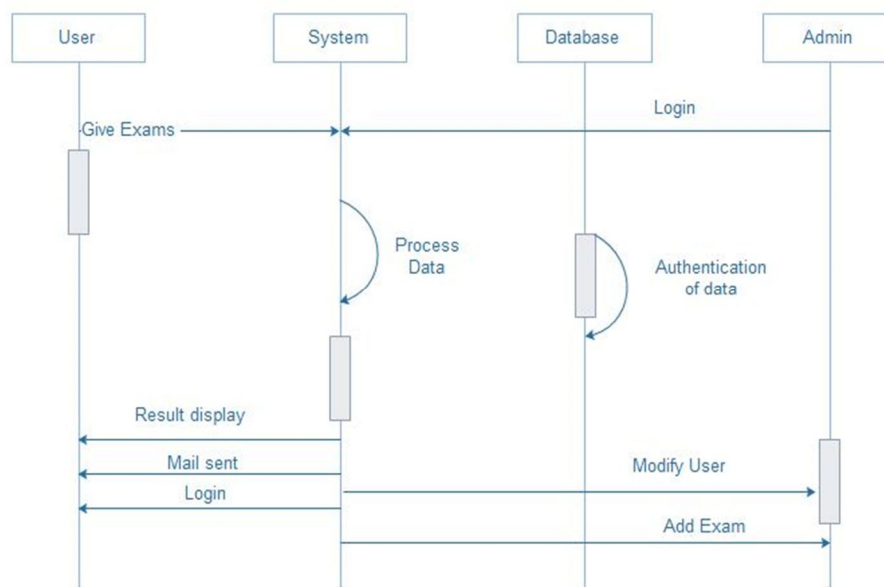 User
System
Database
Admin
Give Exams
Login
Process
Data
Authentication
of data
Result display
Mail sent
Modify User
Login
Add Exam